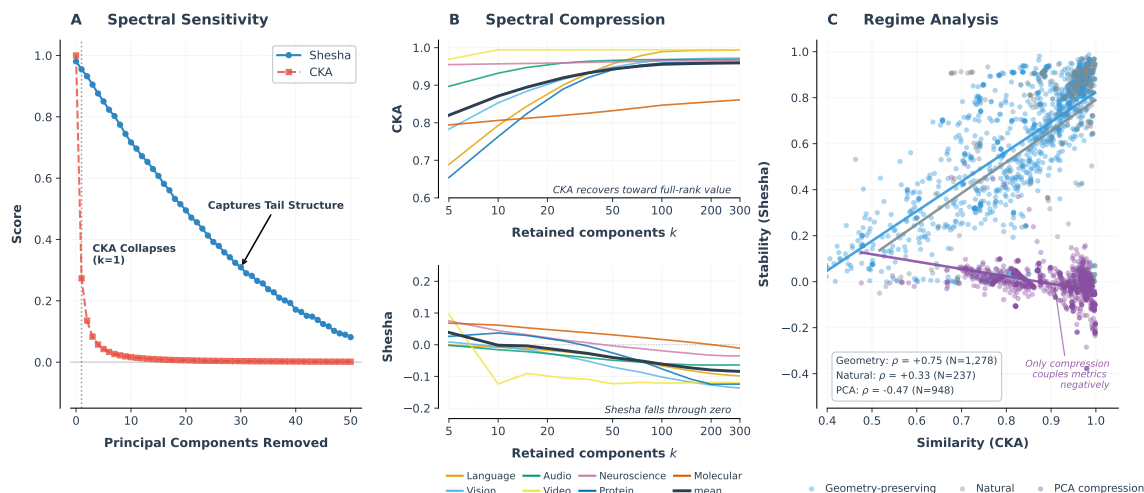 A Spectral Sensitivity
Score
1.0
0.8
0.6
0.4
0.2
0.0
Shesha
CKA
Captures Tail Structure
CKA Collapses
(k=1)
0 10 20 30 40 50
Principal Components Removed
B Spectral Compression
CKA
1.0
0.9
0.8
0.7
0.6
CKA recovers toward full-rank value
5 10 20 50 100 200 300
Retained components k
Shesha
0.2
0.1
0.0
−0.1
−0.2
Shesha falls through zero
5 10 20 50 100 200 300
Retained components k
Language Audio Neuroscience Molecular
Vision Video Protein mean
C Regime Analysis
Stability (Shesha)
1.0
0.8
0.6
0.4
0.2
0.0
−0.2
−0.4
Geometry: ρ = +0.75 (N=1,278)
Natural: ρ = +0.33 (N=237)
PCA: ρ = -0.47 (N=948)
Only compression
couples metrics
negatively
0.4 0.5 0.6 0.7 0.8 0.9 1.0
Similarity (CKA)
Geometry-preserving Natural PCA compression